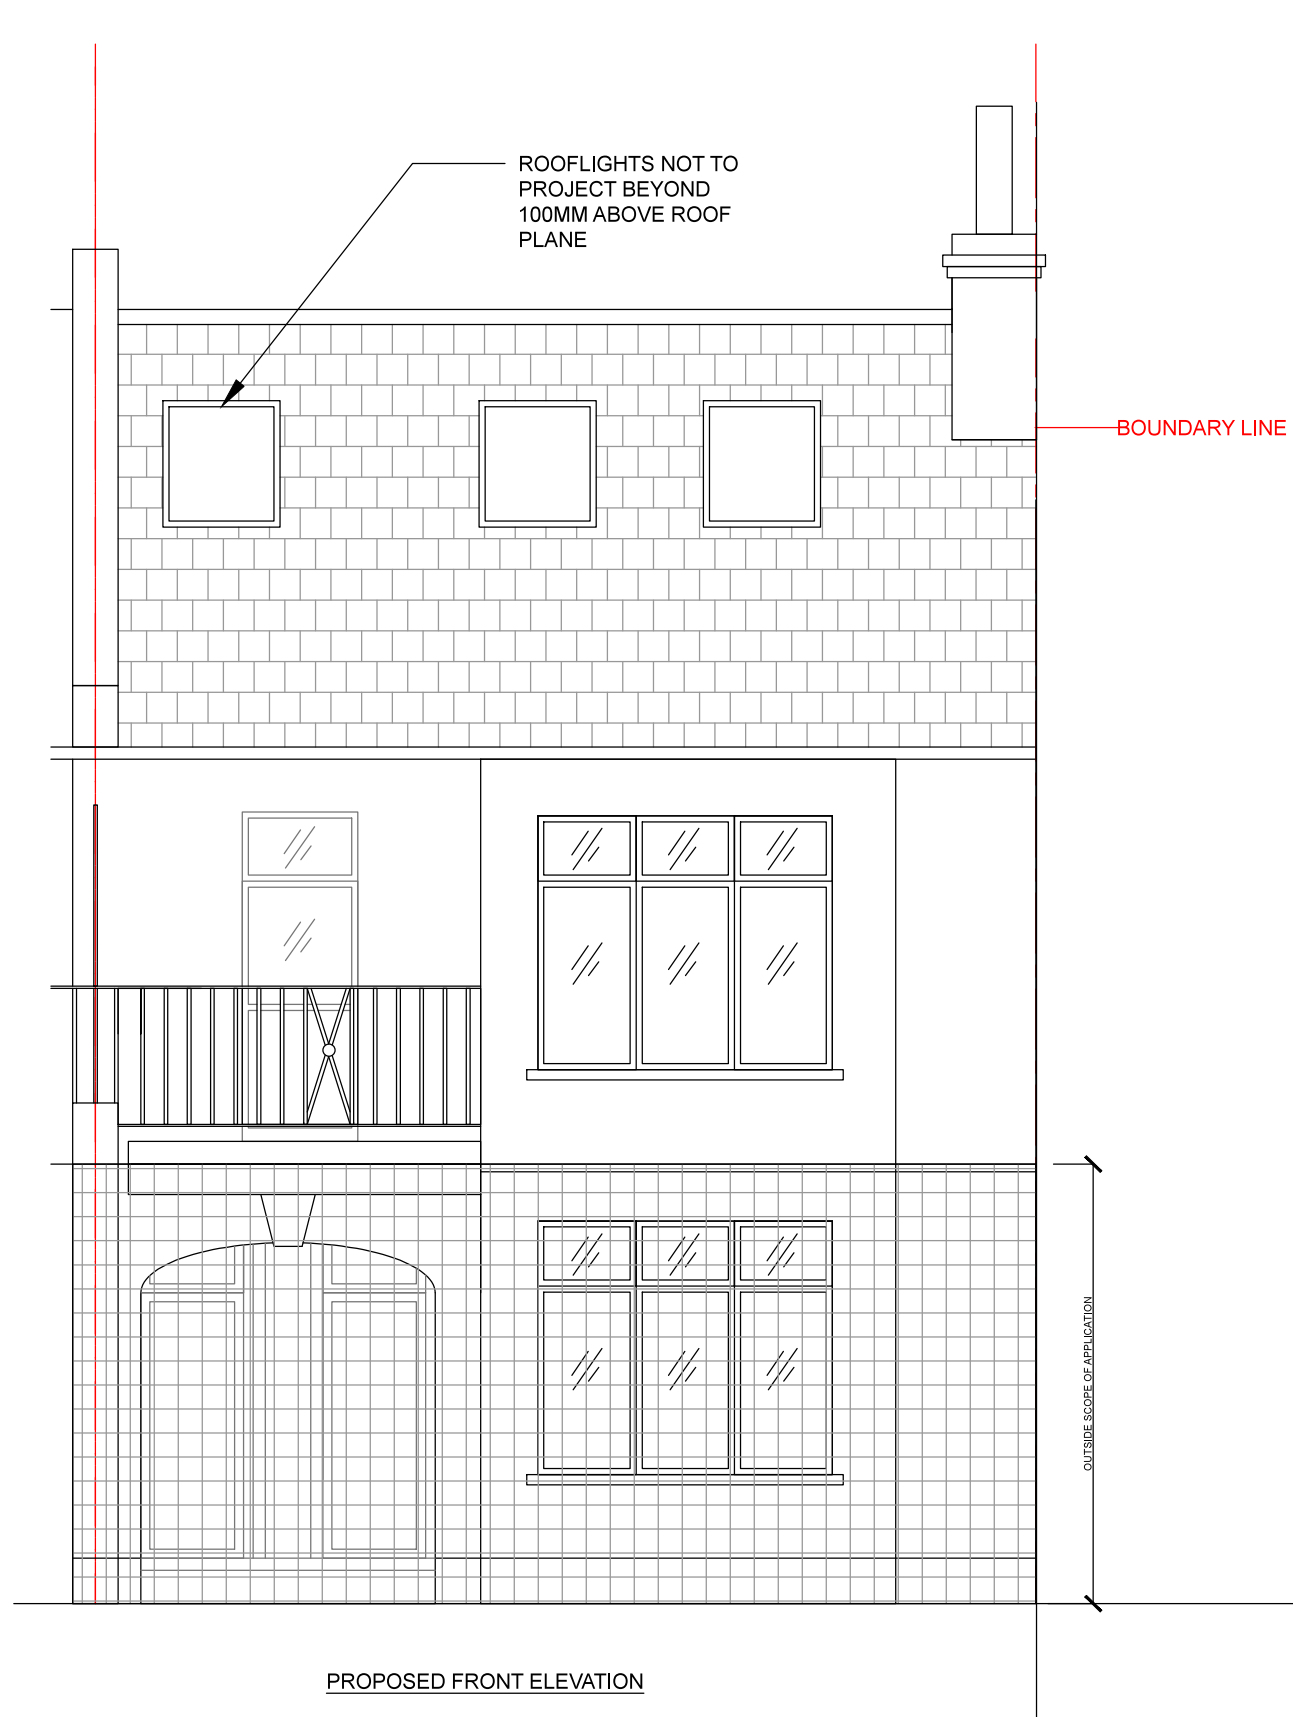 ROOFLIGHTS NOT TO
PROJECT BEYOND
100MM ABOVE ROOF
PLANE
BOUNDARY LINE
OUTSIDE SCOPE OF APPLICATION
PROPOSED FRONT ELEVATION